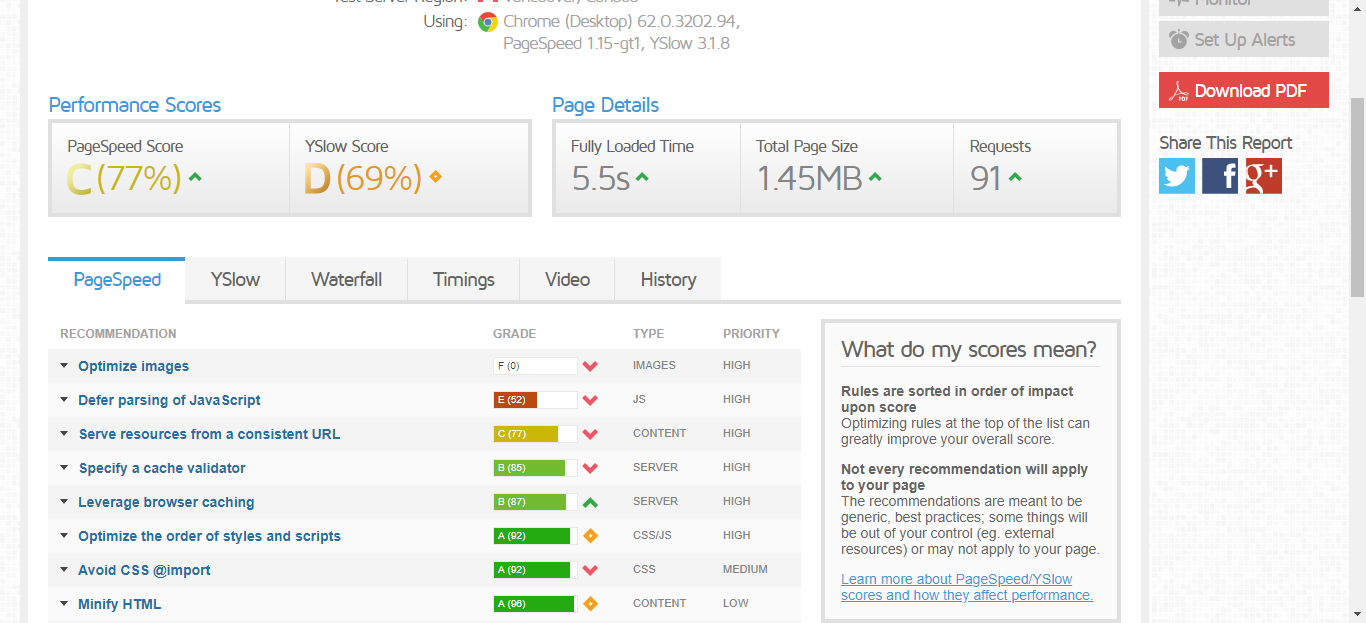 Test Server Region:
Vancouver, Canada
Using: Chrome (Desktop) 62.0.3202.94,
PageSpeed 1.15-gt1, YSlow 3.1.8
Monitor
Set Up Alerts
PDF Download PDF
Share This Report
g+
Performance Scores
PageSpeed Score
C (77%)
YSlow Score
D (69%)
Page Details
Fully Loaded Time
5.5s
Total Page Size
1.45MB
Requests
91
PageSpeed
YSlow
Waterfall
Timings
Video
History
RECOMMENDATION GRADE TYPE PRIORITY
Optimize images F (0) IMAGES HIGH
Defer parsing of JavaScript E (52) JS HIGH
Serve resources from a consistent URL C (77) CONTENT HIGH
Specify a cache validator B (85) SERVER HIGH
Leverage browser caching B (87) SERVER HIGH
Optimize the order of styles and scripts A (92) CSS/JS HIGH
Avoid CSS @import A (92) CSS MEDIUM
Minify HTML A (96) CONTENT LOW
What do my scores mean?
Rules are sorted in order of impact
upon score
Optimizing rules at the top of the list can
greatly improve your overall score.
Not every recommendation will apply
to your page
The recommendations are meant to be
generic, best practices; some things will
be out of your control (eg. external
resources) or may not apply to your page.
Learn more about PageSpeed/YSlow
scores and how they affect performance.